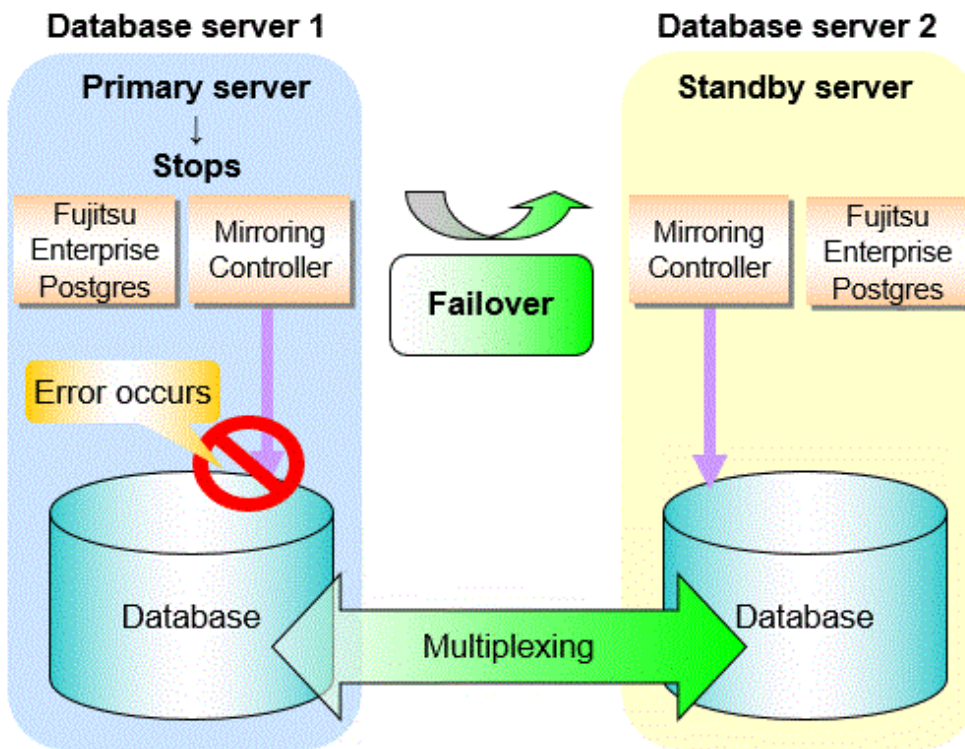 Database server 1
Database server 2
Primary server
↓
Stops
Standby server
Fujitsu
Enterprise
Postgres
Mirroring
Controller
Failover
Mirroring
Controller
Fujitsu
Enterprise
Postgres
Error occurs
Database
Multiplexing
Database